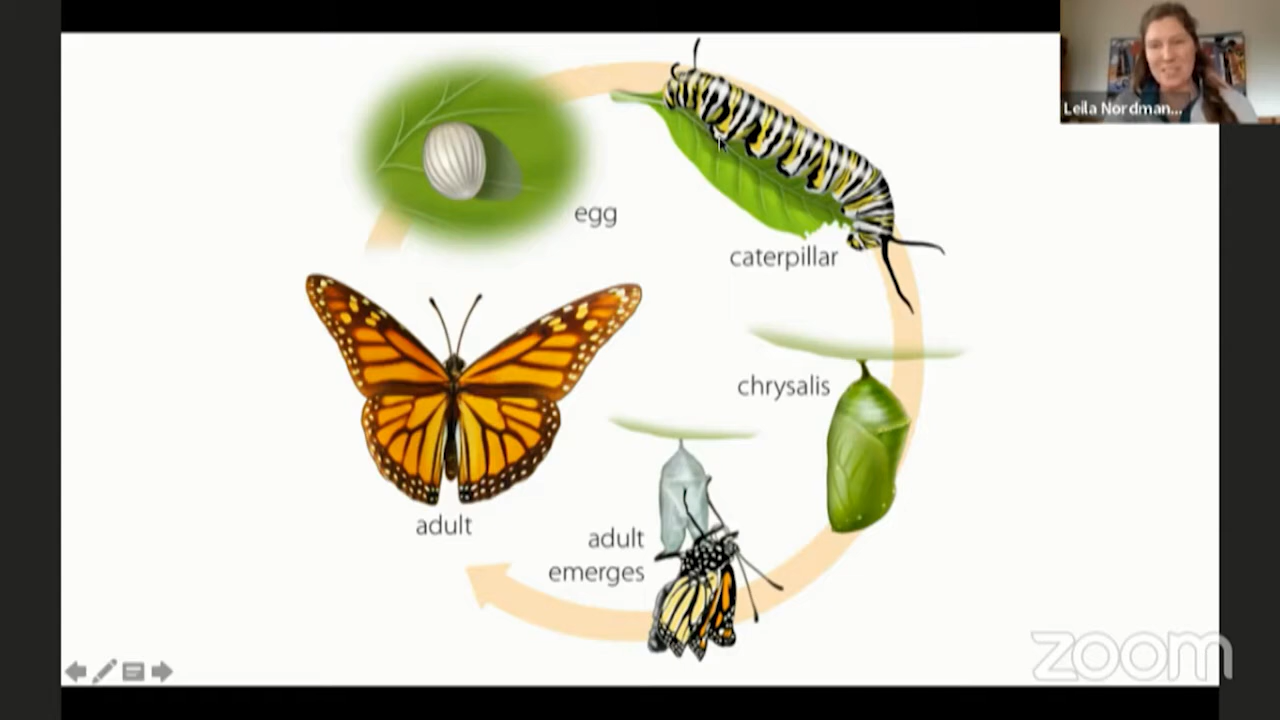 Leila Nordman...
egg
caterpillar
chrysalis
adult
adult
emerges
zoom